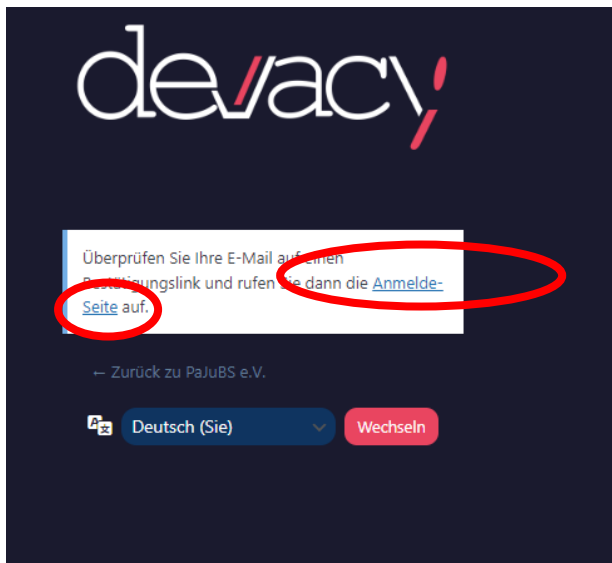 devacy
Überprüfen Sie Ihre E-Mail auf einen
Bestätigungslink und rufen Sie dann die Anmelde-
Seite auf.
← Zurück zu PaJuBS e.V.
Deutsch (Sie)
Wechseln